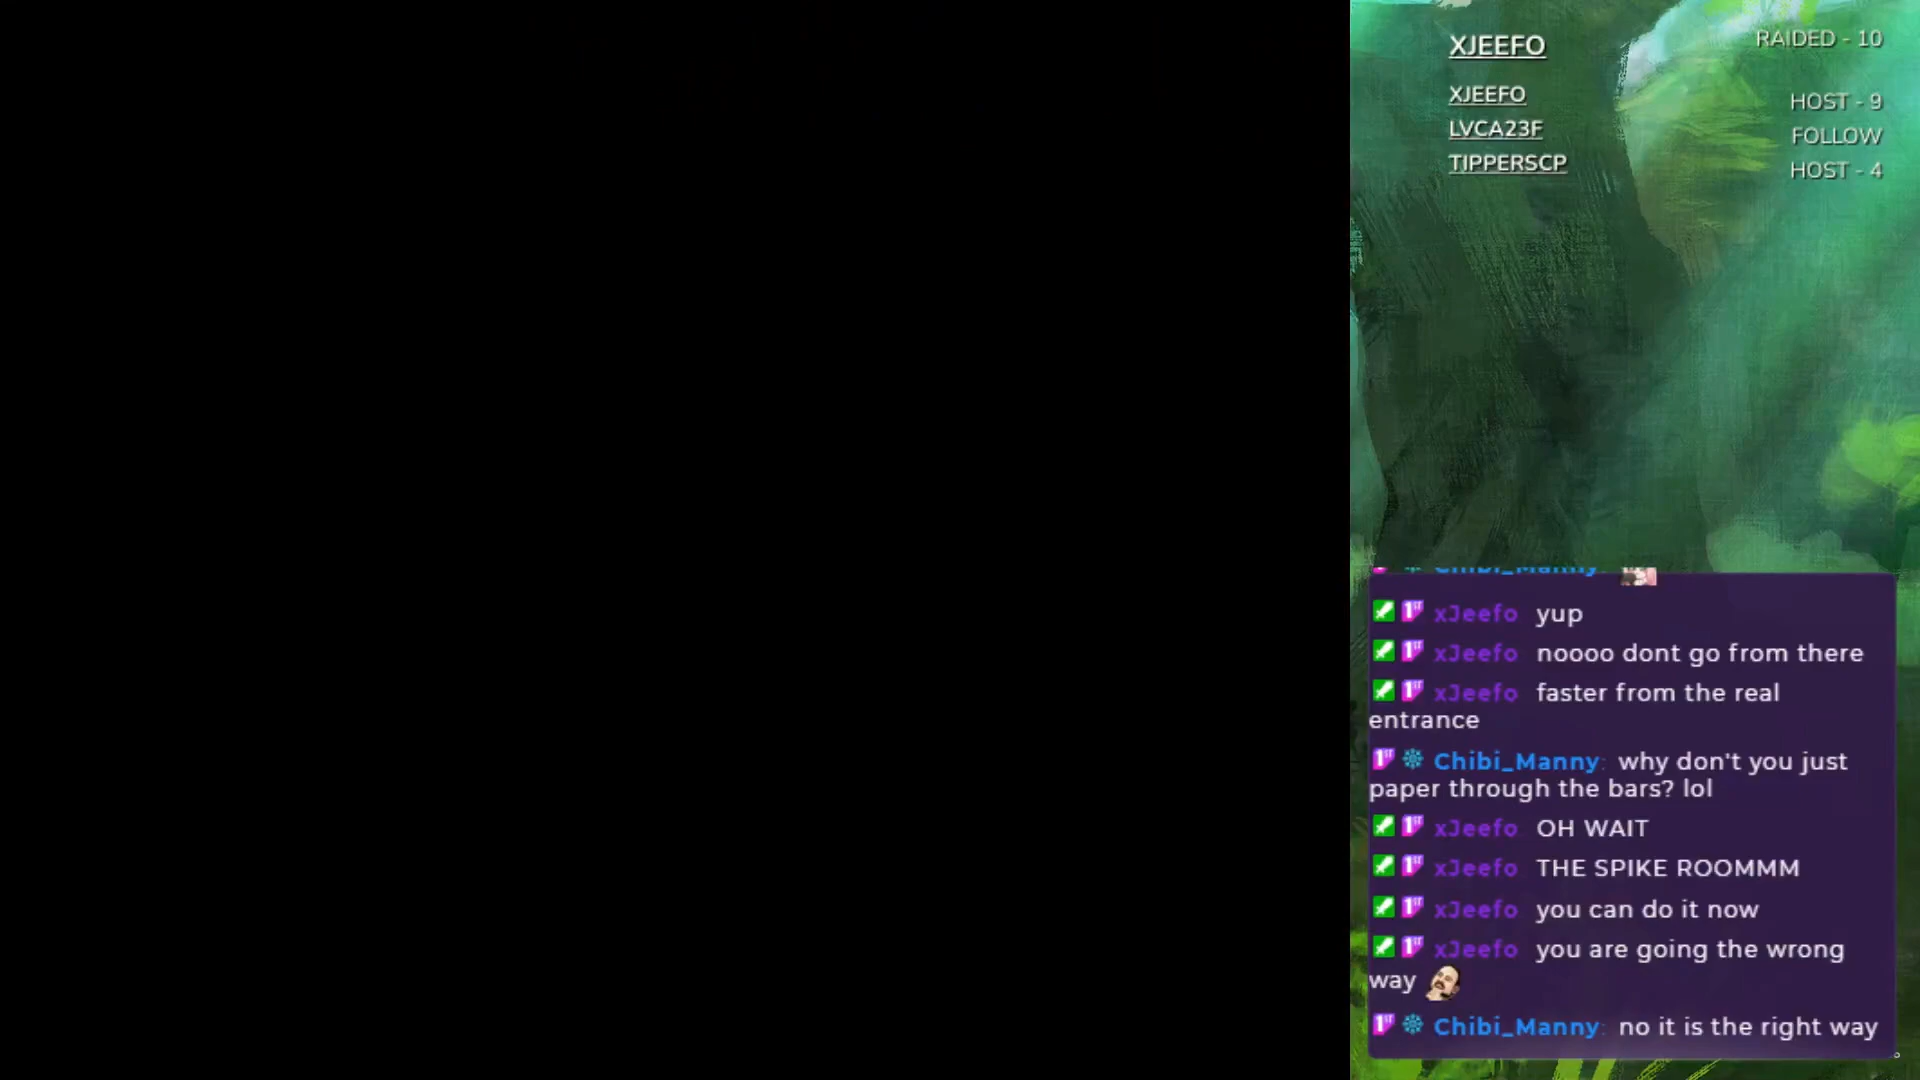 XJEEFO RAIDED - 10
XJEEFO HOST - 9
LVCA23F FOLLOW
TIPPERSCP HOST - 4
Chibi_Manny
xJeefo yup
xJeefo noooo dont go from there
xJeefo faster from the real
entrance
Chibi_Manny: why don't you just
paper through the bars? lol
xJeefo OH WAIT
xJeefo THE SPIKE ROOMMM
xJeefo you can do it now
xJeefo you are going the wrong
way
Chibi_Manny: no it is the right way